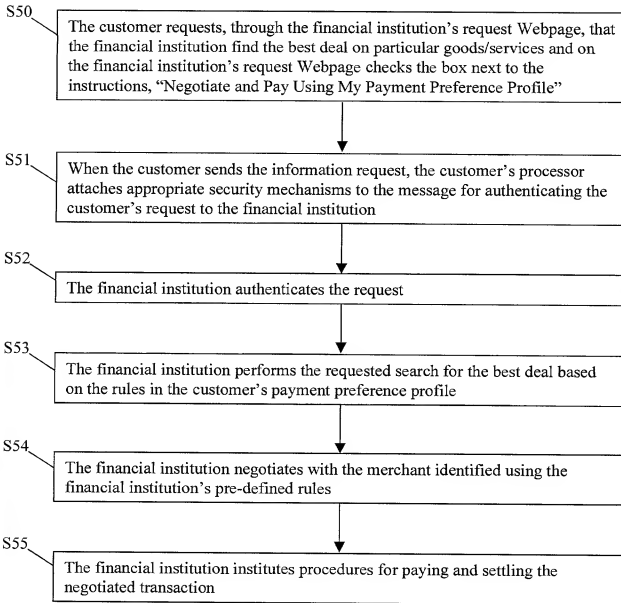 S50
The customer requests, through the financial institution's request Webpage, that
the financial institution find the best deal on particular goods/services and on
the financial institution's request Webpage checks the box next to the
instructions, "Negotiate and Pay Using My Payment Preference Profile"
S51
When the customer sends the information request, the customer's processor
attaches appropriate security mechanisms to the message for authenticating the
customer's request to the financial institution
S52
The financial institution authenticates the request
S53
The financial institution performs the requested search for the best deal based
on the rules in the customer's payment preference profile
S54
The financial institution negotiates with the merchant identified using the
financial institution's pre-defined rules
S55
The financial institution institutes procedures for paying and settling the
negotiated transaction